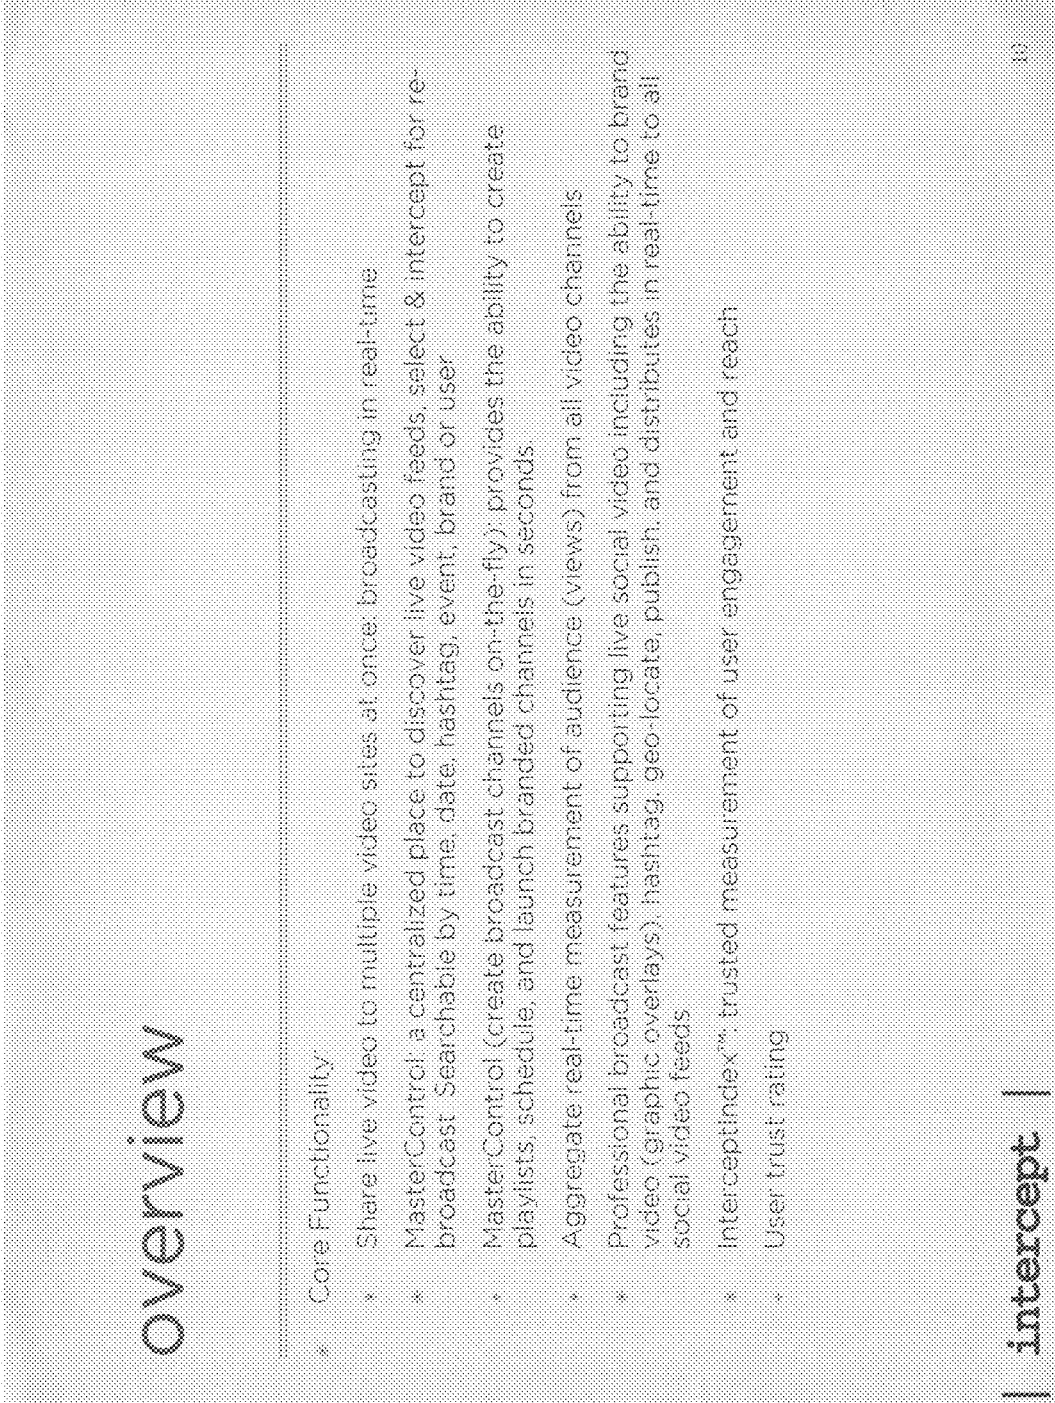 overview
Core Functionality:
Share live video to multiple video sites at once: broadcasting in real-time
MasterControl: a centralized place to discover live video feeds, select & intercept for re-
broadcast. Searchable by time, date, hashtag, event, brand or user
MasterControl (create broadcast channels on-the-fly): provides the ability to create
playlists, schedule, and launch branded channels in seconds.
Aggregate real-time measurement of audience (views) from all video channels
Professional broadcast features supporting live social video including the ability to brand
video (graphic overlays), hashtag, geo-locate, publish, and distributes in real-time to all
social video feeds
InterceptIndex™: trusted measurement of user engagement and reach
User trust rating
| intercept |
10